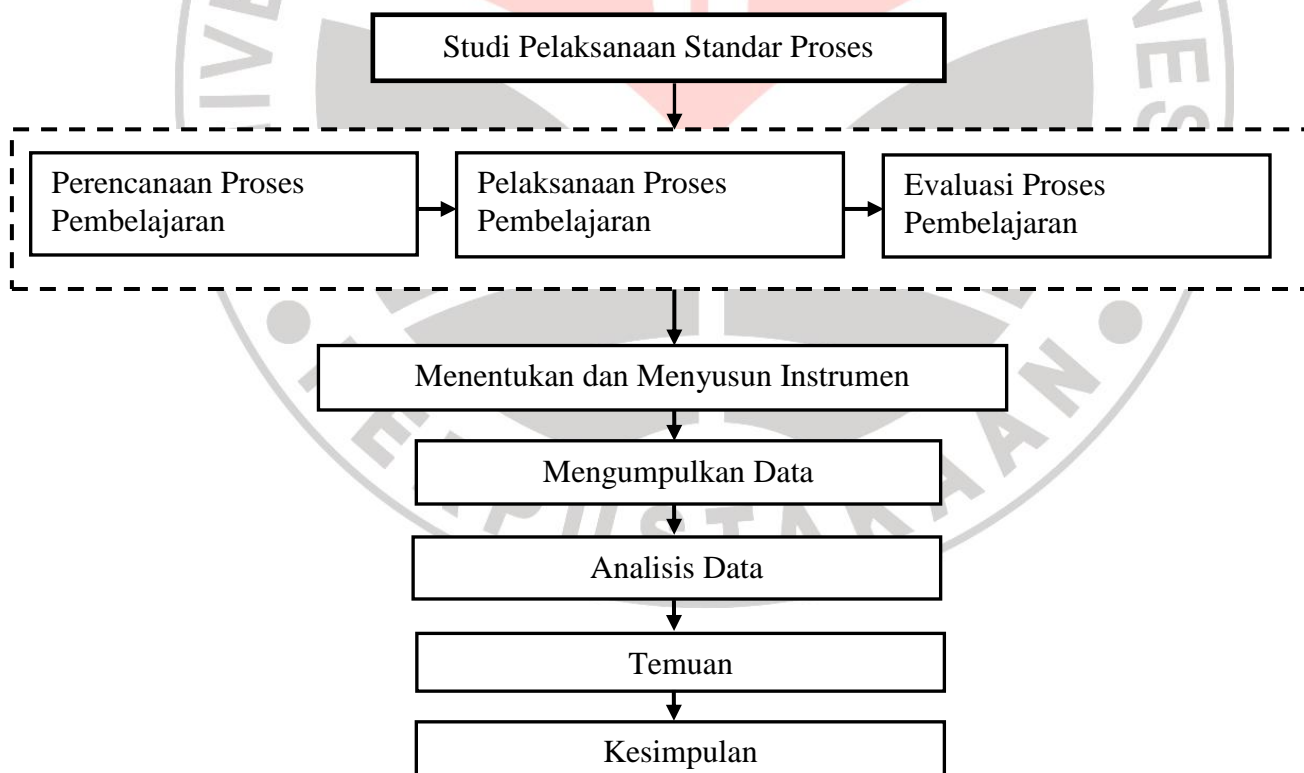 Studi Pelaksanaan Standar Proses
Perencanaan Proses
Pembelajaran
Pelaksanaan Proses
Pembelajaran
Evaluasi Proses
Pembelajaran
Menentukan dan Menyusun Instrumen
Mengumpulkan Data
Analisis Data
Temuan
Kesimpulan